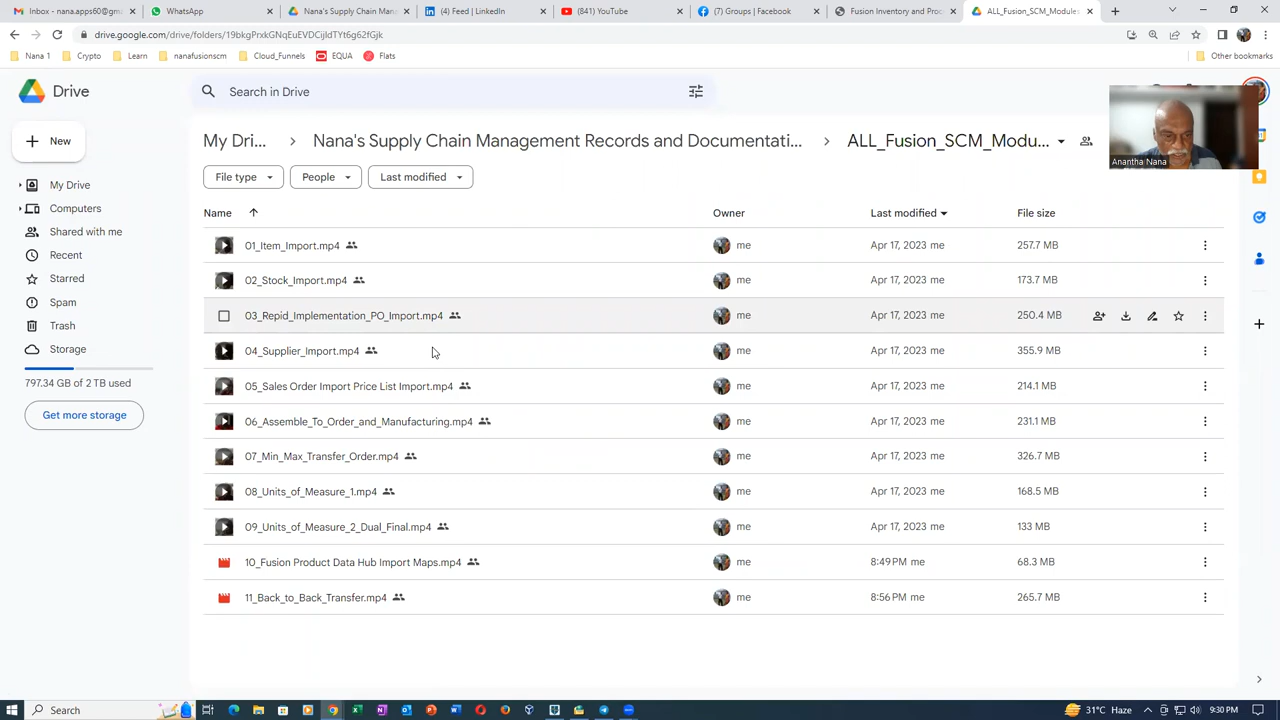 Inbox - nana.apps60@gm
WhatsApp
Nana's Supply Chain Manage
(4) Feed | LinkedIn
(841) YouTube
(7) Groups | Facebook
Fusion Inventory and Proc
ALL_Fusion_SCM_Modules
drive.google.com/drive/folders/19bkgPrxkGNqEuEVDCijldTYt6g62fGjk
Nana 1
Crypto
Learn
nanafusionscm
Cloud_Funnels
EQUA
Flats
Other bookmarks
Drive
Search in Drive
New
My Dri...
Nana's Supply Chain Management Records and Documentati...
ALL_Fusion_SCM_Modu...
Anantha Nana
File type
People
Last modified
My Drive
Computers
Shared with me
Recent
Starred
Spam
Trash
Storage
797.34 GB of 2 TB used
Get more storage
Name
Owner
Last modified
File size
01_Item_Import.mp4
me
Apr 17, 2023 me
257.7 MB
02_Stock_Import.mp4
me
Apr 17, 2023 me
173.7 MB
03_Repid_Implementation_PO_Import.mp4
me
Apr 17, 2023 me
250.4 MB
04_Supplier_Import.mp4
me
Apr 17, 2023 me
355.9 MB
05_Sales Order Import Price List Import.mp4
me
Apr 17, 2023 me
214.1 MB
06_Assemble_To_Order_and_Manufacturing.mp4
me
Apr 17, 2023 me
231.1 MB
07_Min_Max_Transfer_Order.mp4
me
Apr 17, 2023 me
326.7 MB
08_Units_of_Measure_1.mp4
me
Apr 17, 2023 me
168.5 MB
09_Units_of_Measure_2_Dual_Final.mp4
me
Apr 17, 2023 me
133 MB
10_Fusion Product Data Hub Import Maps.mp4
me
8:49 PM me
68.3 MB
11_Back_to_Back_Transfer.mp4
me
8:56 PM me
265.7 MB
Search
31°C Haze
9:30 PM